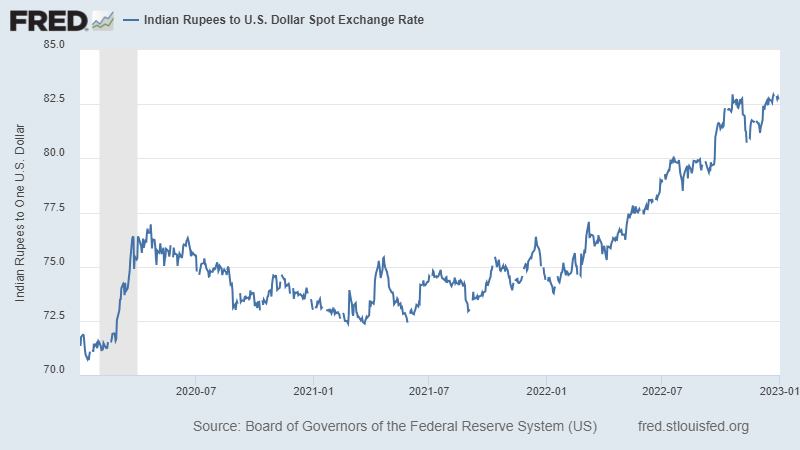 FRED Indian Rupees to U.S. Dollar Spot Exchange Rate
85.0
82.5
80.0
77.5
75.0
72.5
70.0
Indian Rupees to One U.S. Dollar
2020-07 2021-01 2021-07 2022-01 2022-07 2023-01
Source: Board of Governors of the Federal Reserve System (US) fred.stlouisfed.org